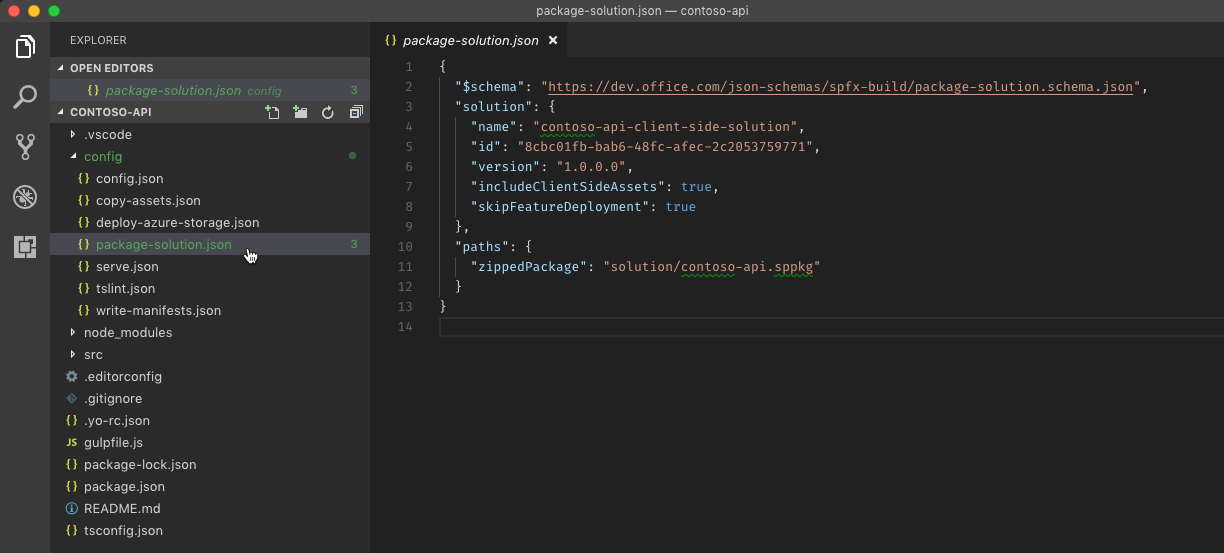 package-solution.json — contoso-api
EXPLORER
OPEN EDITORS
{ } package-solution.json config 3
CONTOSO-API
.vscode
config
{ } config.json
{ } copy-assets.json
{ } deploy-azure-storage.json
{ } package-solution.json 3
{ } serve.json
{ } tslint.json
{ } write-manifests.json
node_modules
src
.editorconfig
.gitignore
{ } .yo-rc.json
JS gulpfile.js
{ } package-lock.json
{ } package.json
README.md
{ } tsconfig.json
{ } package-solution.json ×
1 {
2 "$schema": "https://dev.office.com/json-schemas/spfx-build/package-solution.schema.json",
3 "solution": {
4 "name": "contoso-api-client-side-solution",
5 "id": "8cbc01fb-bab6-48fc-afec-2c2053759771",
6 "version": "1.0.0.0",
7 "includeClientSideAssets": true,
8 "skipFeatureDeployment": true
9 },
10 "paths": {
11 "zippedPackage": "solution/contoso-api.sppkg"
12 }
13 }
14